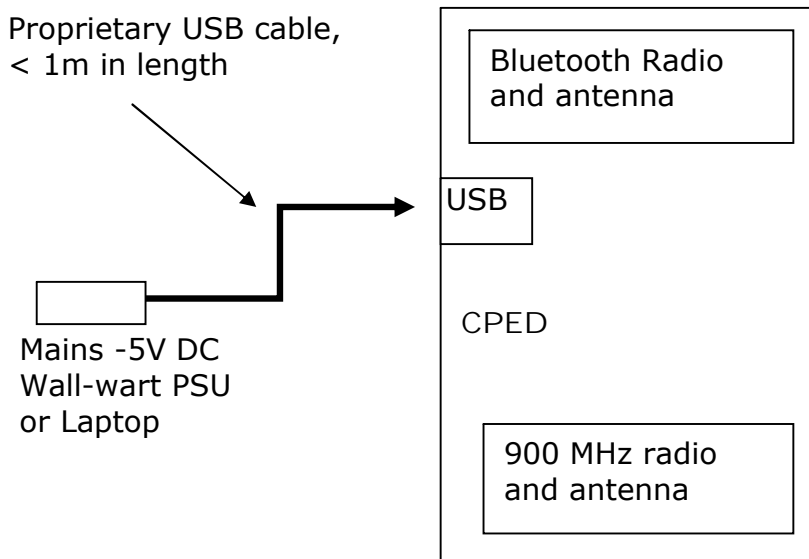 Proprietary USB cable,
< 1m in length
Bluetooth Radio
and antenna
USB
CPED
Mains -5V DC
Wall-wart PSU
or Laptop
900 MHz radio
and antenna